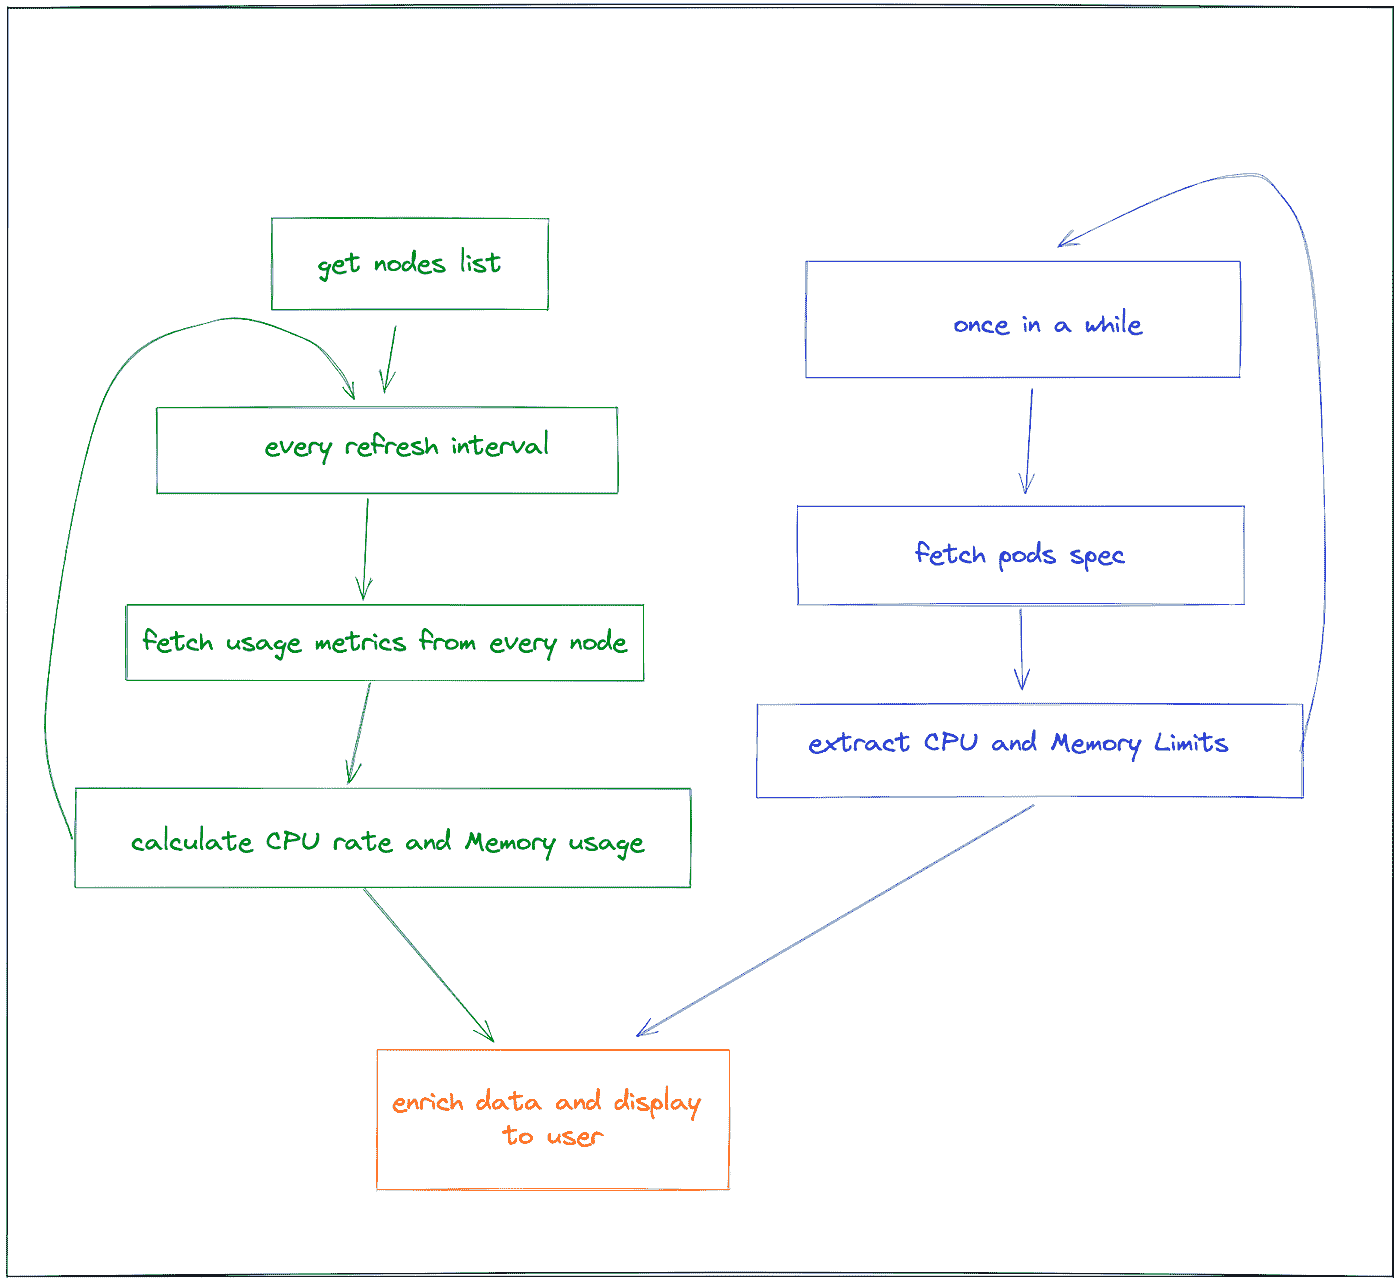 get nodes list
every refresh interval
fetch usage metrics from every node
calculate CPU rate and Memory usage
once in a while
fetch pods spec
extract CPU and Memory Limits
enrich data and display
to user